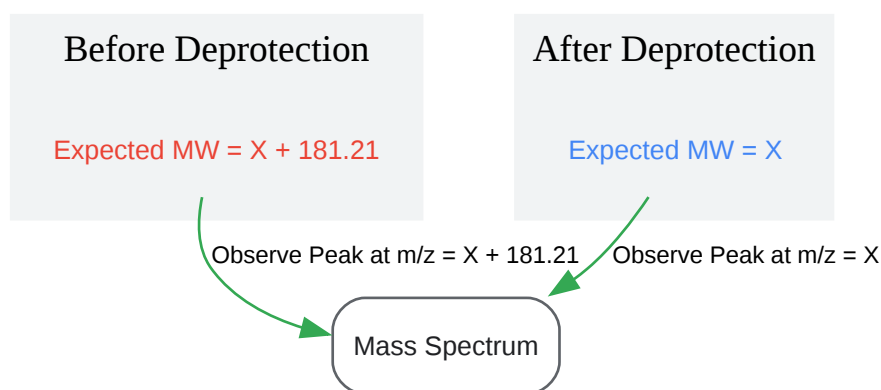 Before Deprotection
Expected MW = X + 181.21
After Deprotection
Expected MW = X
Observe Peak at m/z = X + 181.21
Observe Peak at m/z = X
Mass Spectrum